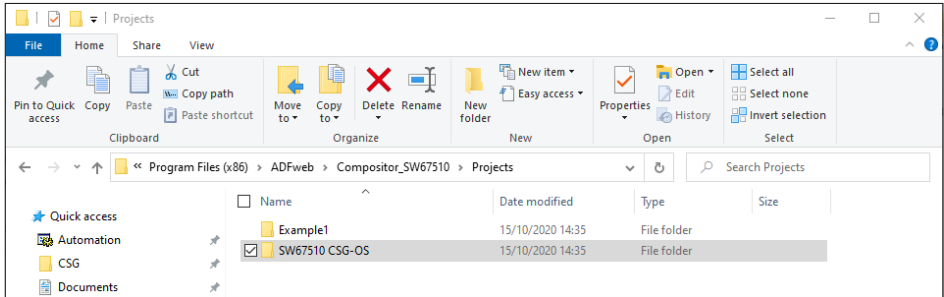 Projects
File Home Share View
Pin to Quick access
Copy
Paste
Cut
Copy path
Paste shortcut
Clipboard
Move to
Copy to
Delete
Rename
Organize
New folder
New item
Easy access
New
Properties
Open
Edit
History
Open
Select all
Select none
Invert selection
Select
« Program Files (x86) > ADFweb > Compositor_SW67510 > Projects
Search Projects
Name Date modified Type Size
Quick access
Automation
CSG
Documents
Example1 15/10/2020 14:35 File folder
SW67510 CSG-OS 15/10/2020 14:35 File folder